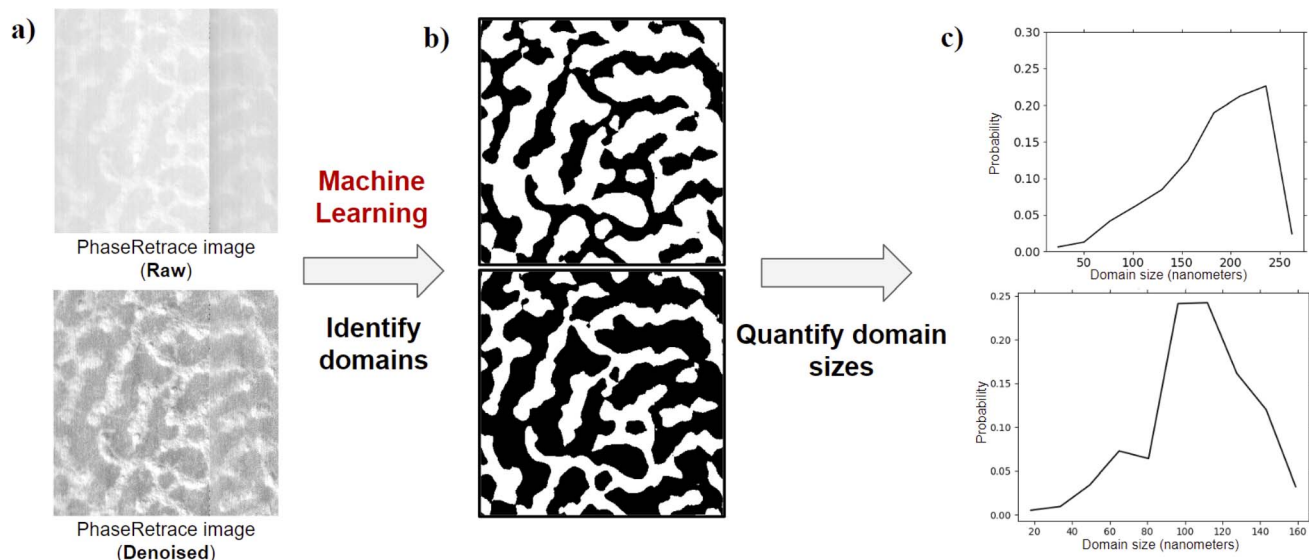 a)
PhaseRetrace image
(Raw)
PhaseRetrace image
(Denoised)
Machine
Learning
Identify
domains
b)
Quantify domain
sizes
c)
0.30
0.25
0.20
0.15
0.10
0.05
0.00
Probability
50
100
150
200
250
Domain size (nanometers)
0.25
0.20
0.15
0.10
0.05
0.00
Probability
20
40
60
80
100
120
140
160
Domain size (nanometers)